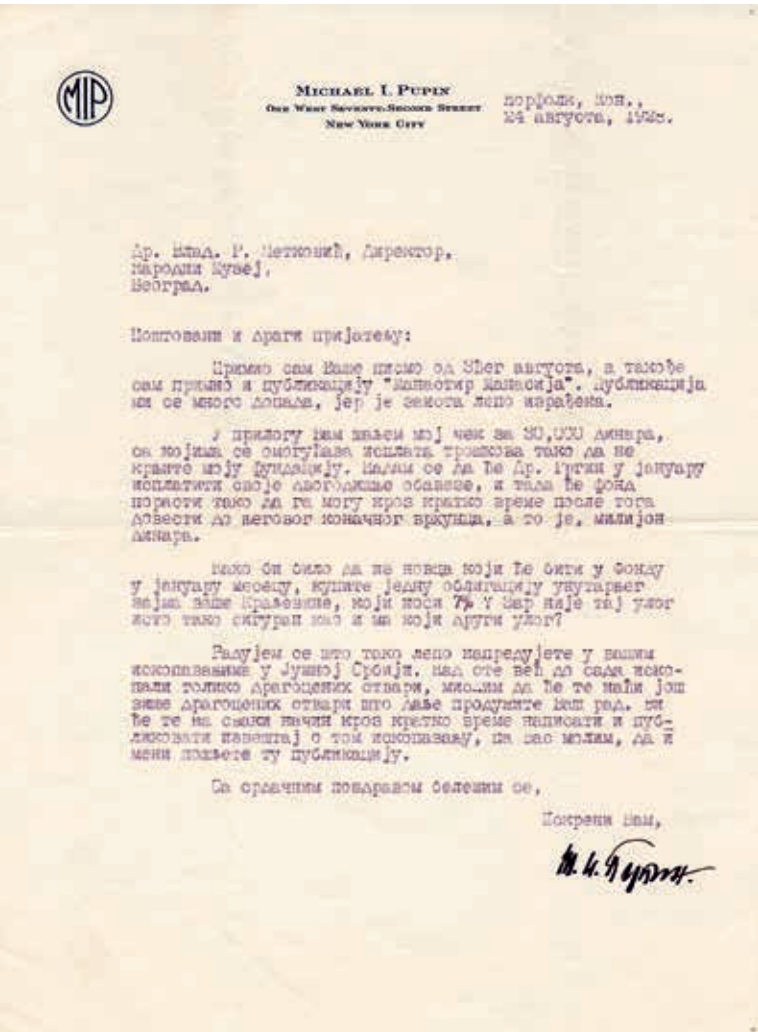 MIP
MICHAEL I. PUPIN
ONE WEST SEVENTY-SECOND STREET
NEW YORK CITY
Норфолк, Кон.,
24 августа, 1928.
Др. Влад. Р. Петковић, Директор,
Народни Музеј,
Београд.
Поштовани и драги пријатељу:
Примио сам Ваше писмо од августа, а такође
сам примио и публикацију "Манастир Манасија". Публикација
ми се много допада, јер је заиста лепо израђена.
У прилогу Вам шаљем мој чек за 30,000 динара,
са којима се омогућава исплата трошкова тако да не
крњите моју фундацију. Надам се да ће Др. Гргин у јануару
исплатити своје двогодишње обавезе, и тада ће фонд
порасти тако да га могу кроз кратко време после тога
довести до његовог коначног врхунца, а то је, милијон
динара.
Како би било да из новца који ће бити у Фонду
у јануару месецу, купите једну облигацију унутарњег
зајма ваше Краљевине, који носи 7% ? Зар није тај улог
исто тако сигуран као и ма који други улог?
Радујем се што тако лепо напредујете у вашим
ископавањима у Јужној Србији. Кад сте већ до сада иско-
пали толико драгоцених ствари, мислим да ће те наћи још
више драгоцених ствари што даље продужите Ваш рад. Ви
ће те на сваки начин кроз кратко време написати и пуб-
ликовати извештај о том ископавању, па вас молим, да и
мени пошљете ту публикацију.
Са срдачним поздравом бележим се,
Искрени Вам,
М. И. Пупин.